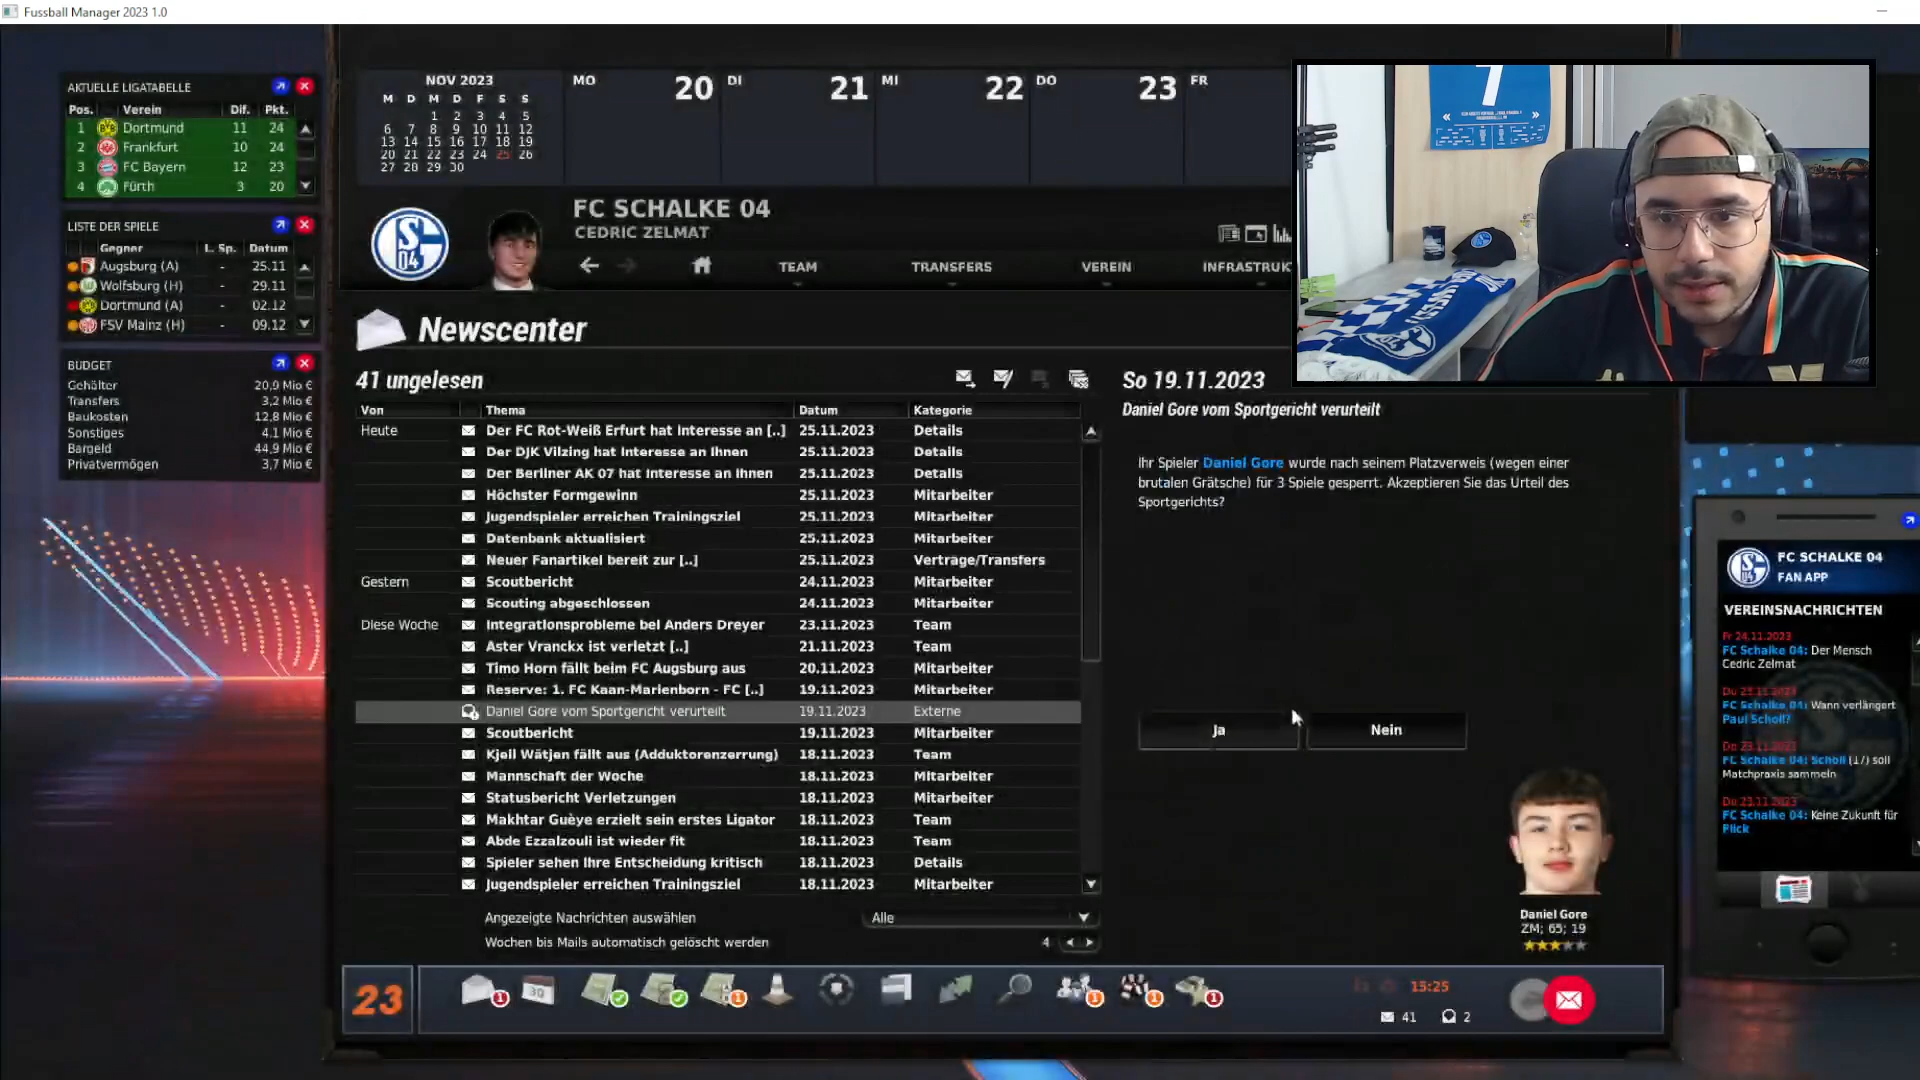 Fussball Manager 2023 1.0
AKTUELLE LIGATABELLE
Pos. Verein Dif. Pkt.
1 Dortmund 11 24
2 Frankfurt 10 24
3 FC Bayern 12 23
4 Fürth 3 20
LISTE DER SPIELE
Gegner L. Sp. Datum
Augsburg (A) - 25.11
Wolfsburg (H) - 29.11
Dortmund (A) - 02.12
FSV Mainz (H) - 09.12
BUDGET
Gehälter 20,9 Mio €
Transfers 3,2 Mio €
Baukosten 12,8 Mio €
Sonstiges 4,1 Mio €
Bargeld 44,9 Mio €
Privatvermögen 3,7 Mio €
NOV 2023
M D M D F S S
1 2 3 4 5
6 7 8 9 10 11 12
13 14 15 16 17 18 19
20 21 22 23 24 25 26
27 28 29 30
MO 20 DI 21 MI 22 DO 23 FR
FC SCHALKE 04
CEDRIC ZELMAT
TEAM TRANSFERS VEREIN INFRASTRUK
Newscenter
41 ungelesen
Von Thema Datum Kategorie
Heute Der FC Rot-Weiß Erfurt hat Interesse an [..] 25.11.2023 Details
Der DJK Vilzing hat Interesse an Ihnen 25.11.2023 Details
Der Berliner AK 07 hat Interesse an Ihnen 25.11.2023 Details
Höchster Formgewinn 25.11.2023 Mitarbeiter
Jugendspieler erreichen Trainingsziel 25.11.2023 Mitarbeiter
Datenbank aktualisiert 25.11.2023 Mitarbeiter
Neuer Fanartikel bereit zur [..] 25.11.2023 Verträge/Transfers
Gestern Scoutbericht 24.11.2023 Mitarbeiter
Scouting abgeschlossen 24.11.2023 Mitarbeiter
Diese Woche Integrationsprobleme bei Anders Dreyer 23.11.2023 Team
Aster Vranckx ist verletzt [..] 21.11.2023 Team
Timo Horn fällt beim FC Augsburg aus 20.11.2023 Mitarbeiter
Reserve: 1. FC Kaan-Marienborn - FC [..] 19.11.2023 Mitarbeiter
Daniel Gore vom Sportgericht verurteilt 19.11.2023 Externe
Scoutbericht 19.11.2023 Mitarbeiter
Kjell Wätjen fällt aus (Adduktorenzerrung) 18.11.2023 Team
Mannschaft der Woche 18.11.2023 Mitarbeiter
Statusbericht Verletzungen 18.11.2023 Mitarbeiter
Makhtar Guèye erzielt sein erstes Ligator 18.11.2023 Team
Abde Ezzalzouli ist wieder fit 18.11.2023 Team
Spieler sehen Ihre Entscheidung kritisch 18.11.2023 Details
Jugendspieler erreichen Trainingsziel 18.11.2023 Mitarbeiter
Angezeigte Nachrichten auswählen Alle
Wochen bis Mails automatisch gelöscht werden 4
So 19.11.2023
Daniel Gore vom Sportgericht verurteilt
Ihr Spieler Daniel Gore wurde nach seinem Platzverweis (wegen einer
brutalen Grätsche) für 3 Spiele gesperrt. Akzeptieren Sie das Urteil des
Sportgerichts?
Ja Nein
Daniel Gore
ZM; 65; 19
7
FC SCHALKE 04
FAN APP
VEREINSNACHRICHTEN
Fr 24.11.2023
FC Schalke 04: Der Mensch
Cedric Zelmat
Do 23.11.2023
FC Schalke 04: Wann verlängert
Paul Scholl?
Do 23.11.2023
FC Schalke 04: Scholl (17) soll
Matchpraxis sammeln
Do 23.11.2023
FC Schalke 04: Keine Zukunft für
Flick
23
1 30 1 1 1 1
15:25
41 2